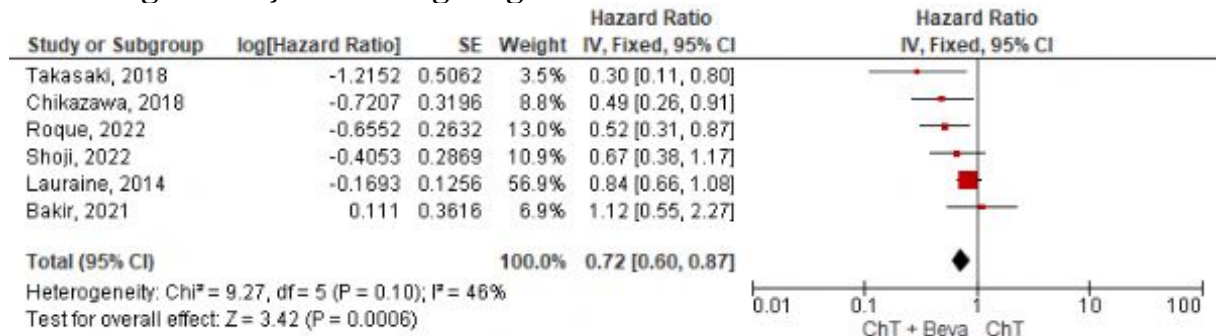 Hazard Ratio Hazard Ratio
Study or Subgroup log[Hazard Ratio] SE Weight IV, Fixed, 95% CI IV, Fixed, 95% CI
Takasaki, 2018 -1.2152 0.5062 3.5% 0.30 [0.11, 0.80]
Chikazawa, 2018 -0.7207 0.3196 8.8% 0.49 [0.26, 0.91]
Roque, 2022 -0.6552 0.2632 13.0% 0.52 [0.31, 0.87]
Shoji, 2022 -0.4053 0.2869 10.9% 0.67 [0.38, 1.17]
Lauraine, 2014 -0.1693 0.1256 56.9% 0.84 [0.66, 1.08]
Bakir, 2021 0.111 0.3616 6.9% 1.12 [0.55, 2.27]
Total (95% CI) 100.0% 0.72 [0.60, 0.87]
Heterogeneity: Chi² = 9.27, df = 5 (P = 0.10); I² = 46%
Test for overall effect: Z = 3.42 (P = 0.0006)
0.01 0.1 1 10 100
ChT + Beva ChT